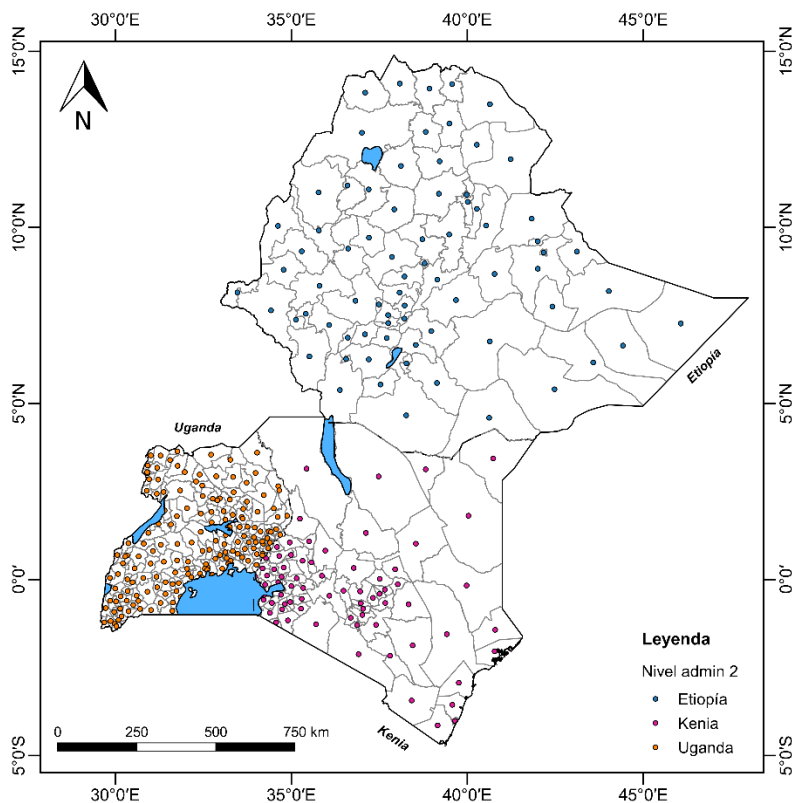 30°0'E 35°0'E 40°0'E 45°0'E
15°0'N 15°0'N
N
10°0'N 10°0'N
Etiopía
5°0'N 5°0'N
Uganda
0°0' 0°0'
Leyenda
Nivel admin 2
Etiopía
Kenia
Uganda
Kenia
0 250 500 750 km
5°0'S 5°0'S
30°0'E 35°0'E 40°0'E 45°0'E